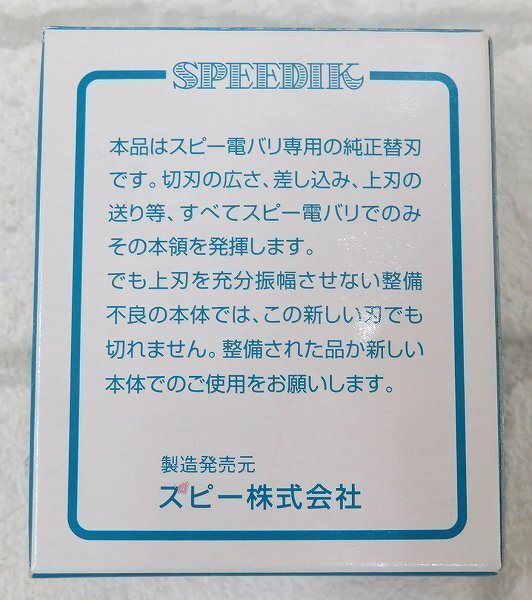 SPEEDIK
本品はスピー電バリ専用の純正替刃
です。切刃の広さ、差し込み、上刃の
送り等、すべてスピー電バリでのみ
その本領を発揮します。
でも上刃を充分振幅させない整備
不良の本体では、この新しい刃でも
切れません。整備された品か新しい
本体でのご使用をお願いします。
製造発売元
スピー株式会社